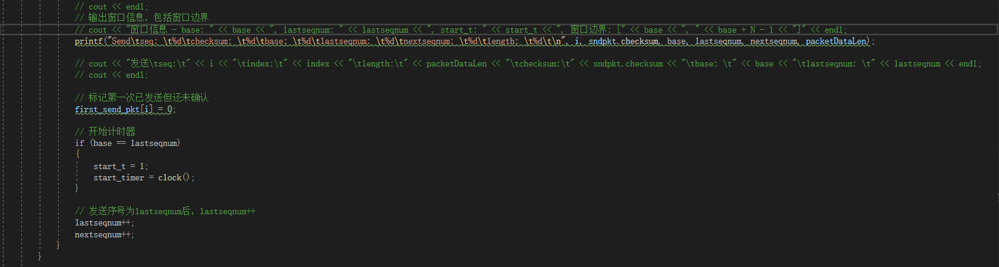 // cout << endl;
// 输出窗口信息，包括窗口边界
// cout << "窗口信息 - base: " << base << ", lastseqnum: " << lastseqnum << ", start_t: " << start_t << ", 窗口边界: [" << base << ", " << base + N - 1 << "]" << endl;
printf("Send\tseq: \t%d\tchecksum: \t%d\tbase: \t%d\tlastseqnum: \t%d\tnextseqnum: \t%d\tlength: \t%d\t\n", i, sndpkt.checksum, base, lastseqnum, nextseqnum, packetDataLen);
// cout << "发送\tseq:\t" << i << "\tindex:\t" << index << "\tlength:\t" << packetDataLen << "\tchecksum:\t" << sndpkt.checksum << "\tbase: \t" << base << "\tlastseqnum: \t" << lastseqnum << endl;
// cout << endl;
// 标记第一次已发送但还未确认
first_send_pkt[i] = 0;
// 开始计时器
if (base == lastseqnum)
{
start_t = 1;
start_timer = clock();
}
// 发送序号为lastseqnum后，lastseqnum++
lastseqnum++;
nextseqnum++;
}
}